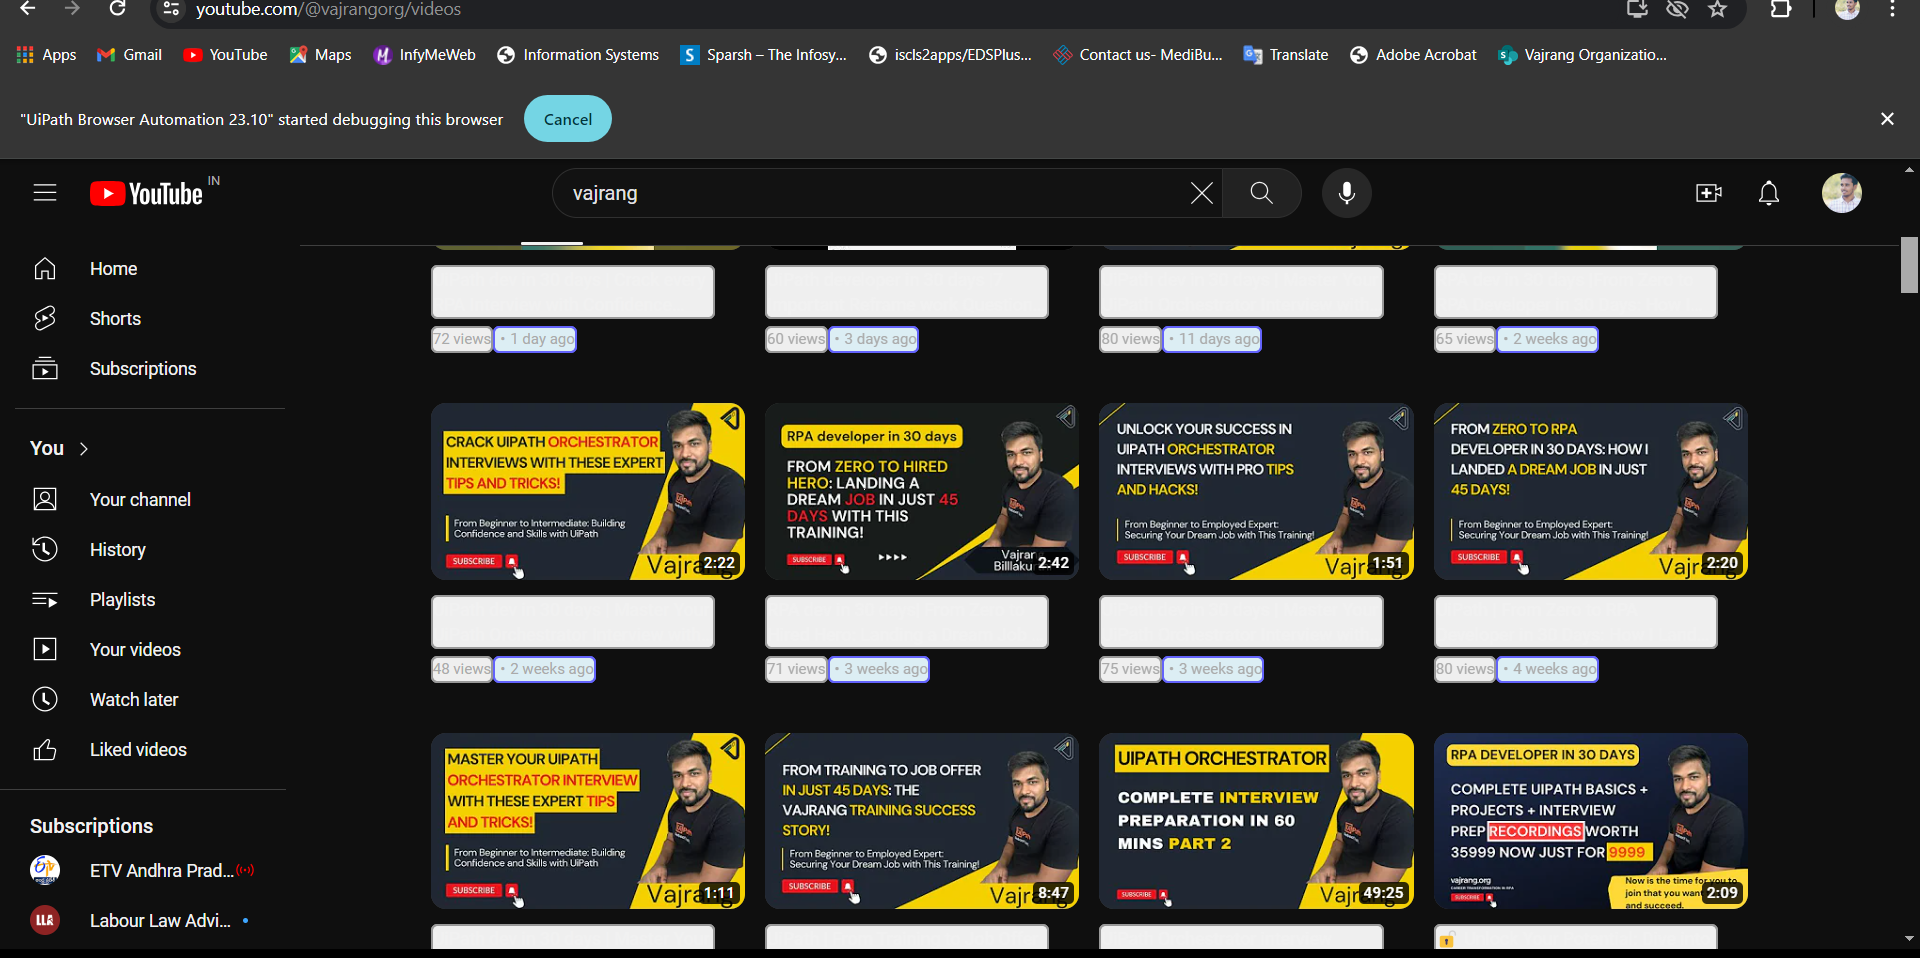 youtube.com/@vajrangorg/videos
Apps Gmail YouTube Maps InfyMeWeb Information Systems Sparsh – The Infosy... iscls2apps/EDSPlus... Contact us- MediBu... Translate Adobe Acrobat Vajrang Organizatio...
"UiPath Browser Automation 23.10" started debugging this browser Cancel
YouTube IN
vajrang
Home
Shorts
Subscriptions
You
Your channel
History
Playlists
Your videos
Watch later
Liked videos
Subscriptions
ETV Andhra Prad...
Labour Law Advi...
72 views • 1 day ago
60 views • 3 days ago
80 views • 11 days ago
65 views • 2 weeks ago
CRACK UIPATH ORCHESTRATOR
INTERVIEWS WITH THESE EXPERT
TIPS AND TRICKS!
From Beginner to Intermediate: Building
Confidence and Skills with UiPath
SUBSCRIBE
Vajrang
2:22
RPA developer in 30 days
FROM ZERO TO HIRED
HERO: LANDING A
DREAM JOB IN JUST 45
DAYS WITH THIS
TRAINING!
SUBSCRIBE
Vajran
Billlaku
2:42
UNLOCK YOUR SUCCESS IN
UIPATH ORCHESTRATOR
INTERVIEWS WITH PRO TIPS
AND HACKS!
From Beginner to Employed Expert:
Securing Your Dream Job with This Training!
SUBSCRIBE
Vajr
1:51
FROM ZERO TO RPA
DEVELOPER IN 30 DAYS: HOW I
LANDED A DREAM JOB IN JUST
45 DAYS!
From Beginner to Employed Expert:
Securing Your Dream Job with This Training!
SUBSCRIBE
Vajr
2:20
48 views • 2 weeks ago
71 views • 3 weeks ago
75 views • 3 weeks ago
80 views • 4 weeks ago
MASTER YOUR UIPATH
ORCHESTRATOR INTERVIEW
WITH THESE EXPERT TIPS
AND TRICKS!
From Beginner to Intermediate: Building
Confidence and Skills with UiPath
SUBSCRIBE
Vajrang
1:11
FROM TRAINING TO JOB OFFER
IN JUST 45 DAYS: THE
VAJRANG TRAINING SUCCESS
STORY!
From Beginner to Employed Expert:
Securing Your Dream Job with This Training!
SUBSCRIBE
Vajrang
8:47
UIPATH ORCHESTRATOR
COMPLETE INTERVIEW
PREPARATION IN 60
MINS PART 2
SUBSCRIBE
Vajr
49:25
RPA DEVELOPER IN 30 DAYS
COMPLETE UIPATH BASICS +
PROJECTS + INTERVIEW
PREP RECORDINGS WORTH
35999 NOW JUST FOR 9999
vajrang.org
SUBSCRIBE
Now is the time for you to
join that you want
and succeed.
2:09